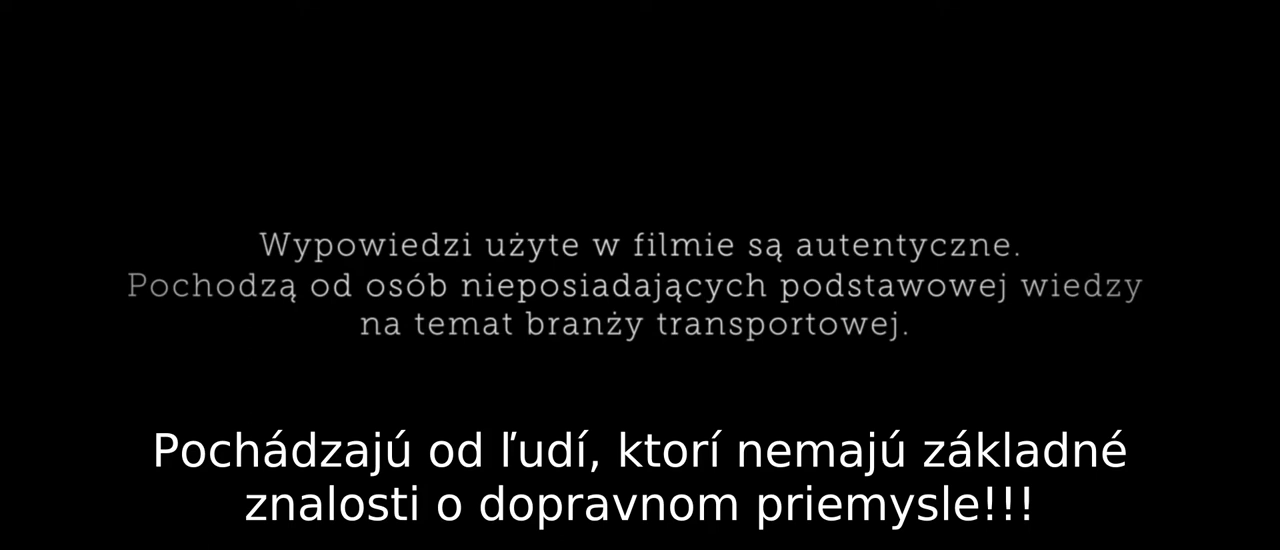 Wypowiedzi użyte w filmie są autentyczne.
Pochodzą od osób nieposiadających podstawowej wiedzy
na temat branży transportowej.
Pochádzajú od ľudí, ktorí nemajú základné
znalosti o dopravnom priemysle!!!